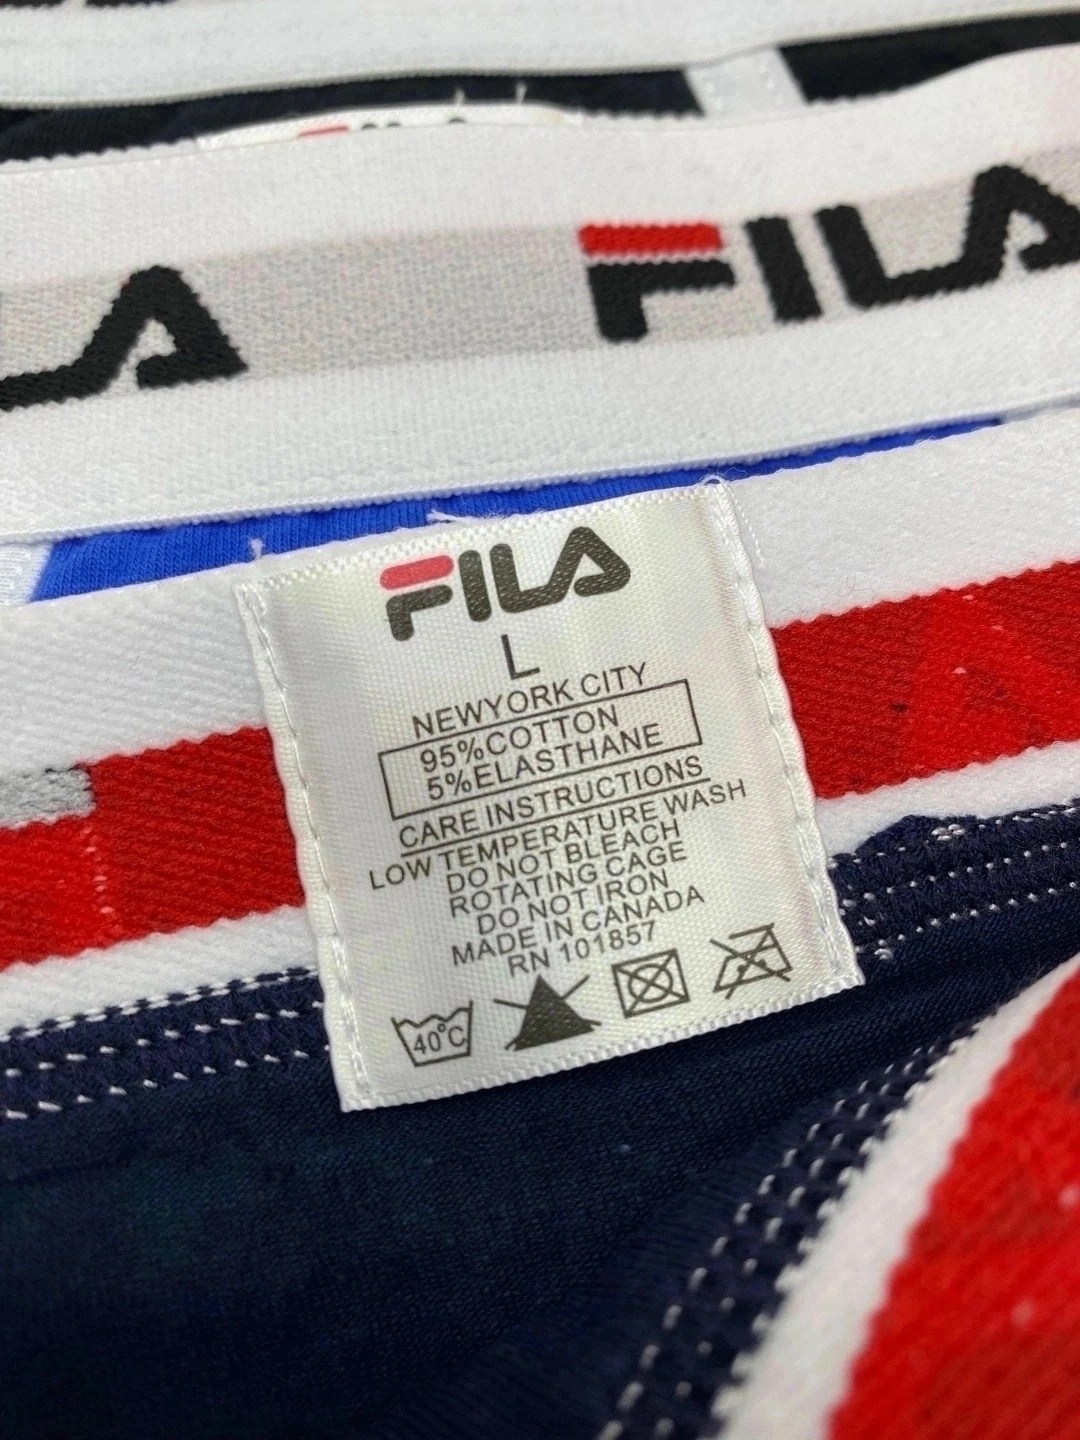 FILA
LA
FILA
FILA
L
NEWYORK CITY
95%COTTON
5%ELASTHANE
CARE INSTRUCTIONS
LOW TEMPERATURE WASH
DO NOT BLEACH
ROTATING CAGE
DO NOT IRON
MADE IN CANADA
RN 101857
40°C